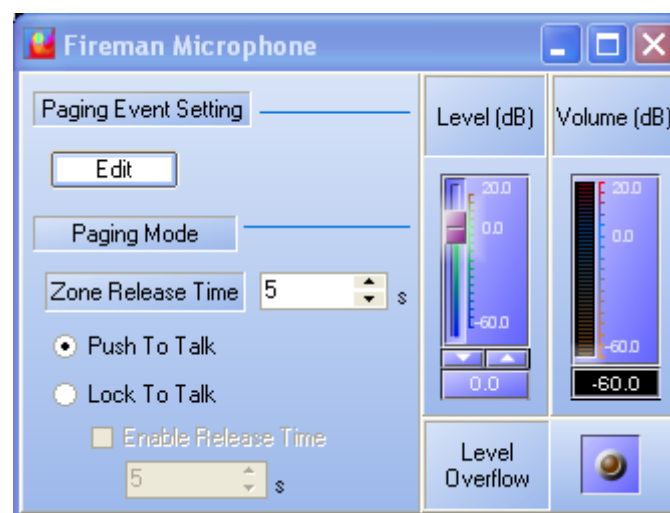 Fireman Microphone
Paging Event Setting
Edit
Paging Mode
Zone Release Time 5 s
Push To Talk
Lock To Talk
Enable Release Time
5 s
Level (dB)
20.0
0.0
-60.0
0.0
Volume (dB)
20.0
0.0
-60.0
-60.0
Level
Overflow